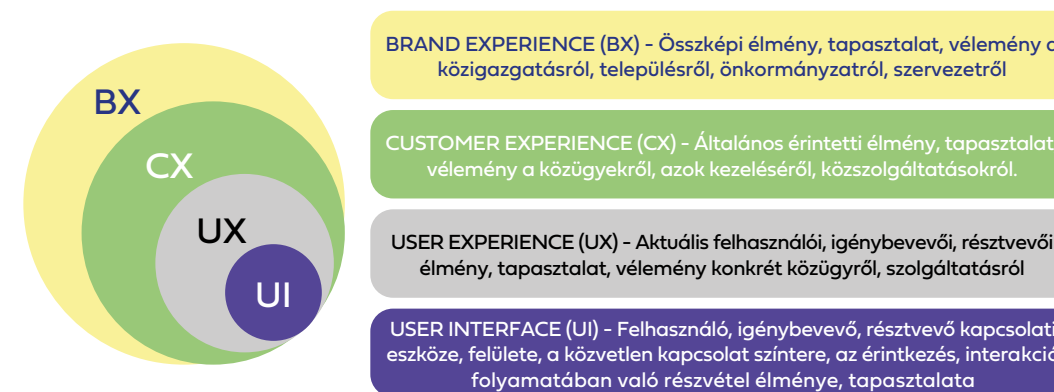 BX
CX
UX
UI
BRAND EXPERIENCE (BX) - Összképi élmény, tapasztalat, vélemény a
közigazgatásról, településről, önkormányzatról, szervezetről
CUSTOMER EXPERIENCE (CX) - Általános érintetti élmény, tapasztalat,
vélemény a közügyekről, azok kezeléséről, közszolgáltatásokról.
USER EXPERIENCE (UX) - Aktuális felhasználói, igénybevevői, résztvevői
élmény, tapasztalat, vélemény konkrét közügyről, szolgáltatásról
USER INTERFACE (UI) - Felhasználó, igénybevevő, résztvevő kapcsolati
eszköze, felülete, a közvetlen kapcsolat színtere, az érintkezés, interakció
folyamatában való részvétel élménye, tapasztalata